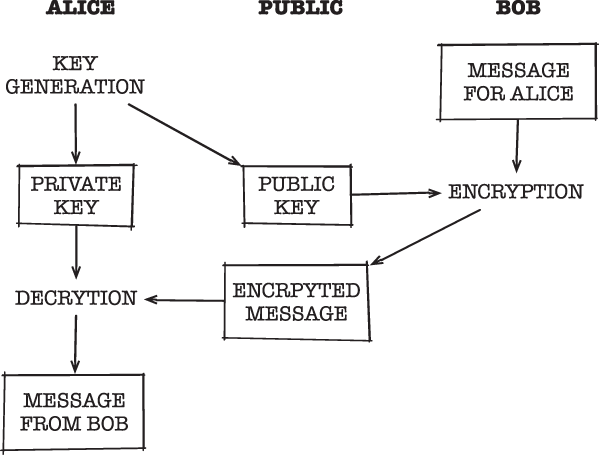 ALICE
PUBLIC
BOB
KEY
GENERATION
MESSAGE
FOR ALICE
PRIVATE
KEY
PUBLIC
KEY
ENCRYPTION
DECRYTION
ENCRPYTED
MESSAGE
MESSAGE
FROM BOB